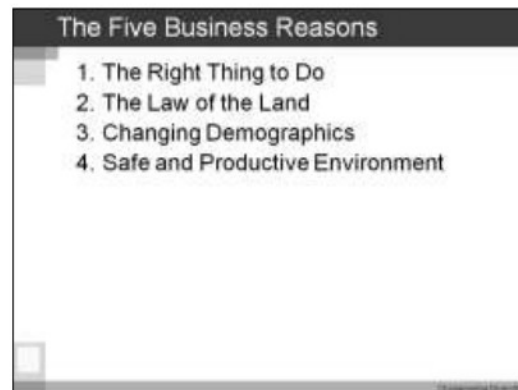 The Five Business Reasons
1. The Right Thing to Do
2. The Law of the Land
3. Changing Demographics
4. Safe and Productive Environment